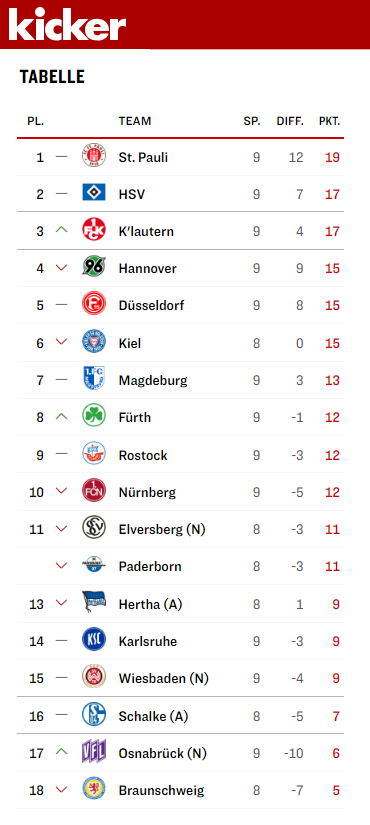 kicker
TABELLE
PL. TEAM SP. DIFF. PKT.
1 — St. Pauli 9 12 19
2 — HSV 9 7 17
3 K'lautern 9 4 17
4 Hannover 9 9 15
5 — Düsseldorf 9 8 15
6 Kiel 8 0 15
7 — Magdeburg 9 3 13
8 Fürth 9 -1 12
9 — Rostock 9 -3 12
10 Nürnberg 9 -5 12
11 Elversberg (N) 8 -3 11
Paderborn 8 -3 11
13 Hertha (A) 8 1 9
14 — Karlsruhe 9 -3 9
15 — Wiesbaden (N) 9 -4 9
16 — Schalke (A) 8 -5 7
17 Osnabrück (N) 9 -10 6
18 Braunschweig 8 -7 5